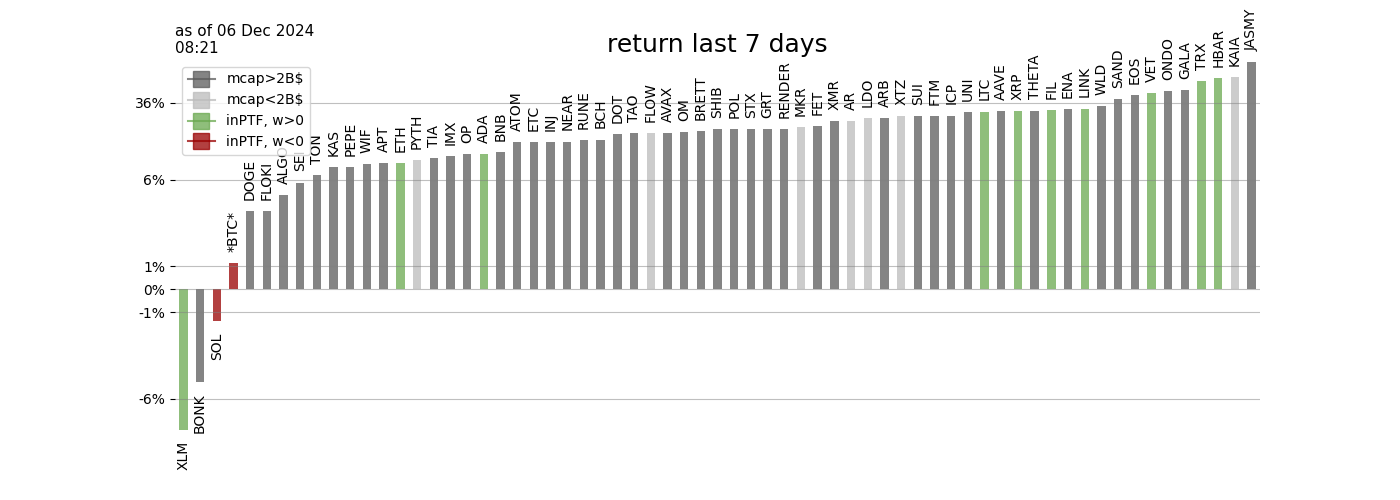 as of 06 Dec 2024
08:21
return last 7 days
mcap>2B$
mcap<2B$
inPTF, w>0
inPTF, w<0
36%
6%
1%
0%
-1%
-6%
XLM
BONK
SOL
*BTC*
DOGE
FLOKI
ALGO
TON
KAS
PEPE
WIF
APT
ETH
PYTH
TIA
IMX
OP
ADA
BNB
ATOM
ETC
INJ
NEAR
RUNE
BCH
DOT
TAO
FLOW
AVAX
OM
BRETT
SHIB
POL
STX
GRT
RENDER
MKR
FET
XMR
AR
LDO
ARB
XTZ
SUI
FTM
ICP
UNI
LTC
AAVE
XRP
THETA
FIL
ENA
LINK
WLD
SAND
EOS
VET
ONDO
GALA
TRX
HBAR
KAIA
JASMY